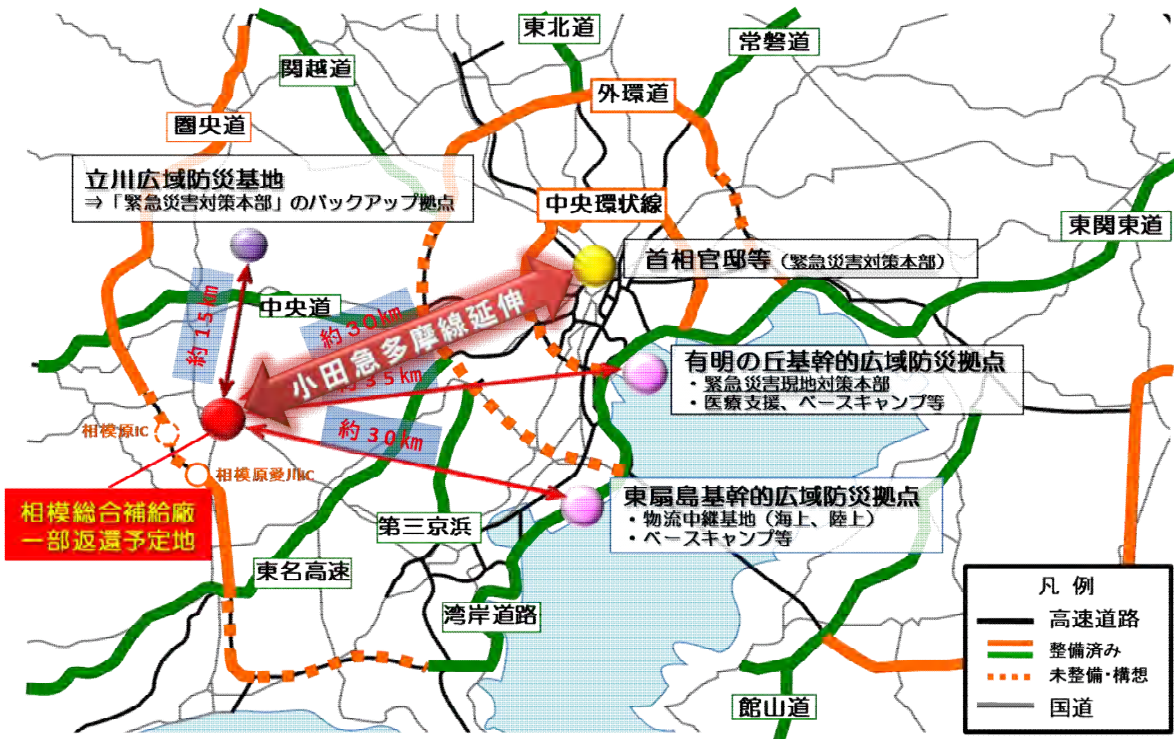 東北道
常磐道
関越道
外環道
圏央道
立川広域防災基地
⇒「緊急災害対策本部」のバックアップ拠点
中央環状線
東関東道
首相官邸等（緊急災害対策本部）
中央道
約15km
約30km
小田急多摩線延伸
約35km
有明の丘基幹的広域防災拠点
・緊急災害現地対策本部
・医療支援、ベースキャンプ等
約30km
相模原IC
相模原愛川IC
東扇島基幹的広域防災拠点
・物流中継基地（海上、陸上）
・ベースキャンプ等
相模総合補給廠
一部返還予定地
第三京浜
東名高速
湾岸道路
館山道
凡例
高速道路
整備済み
未整備・構想
国道